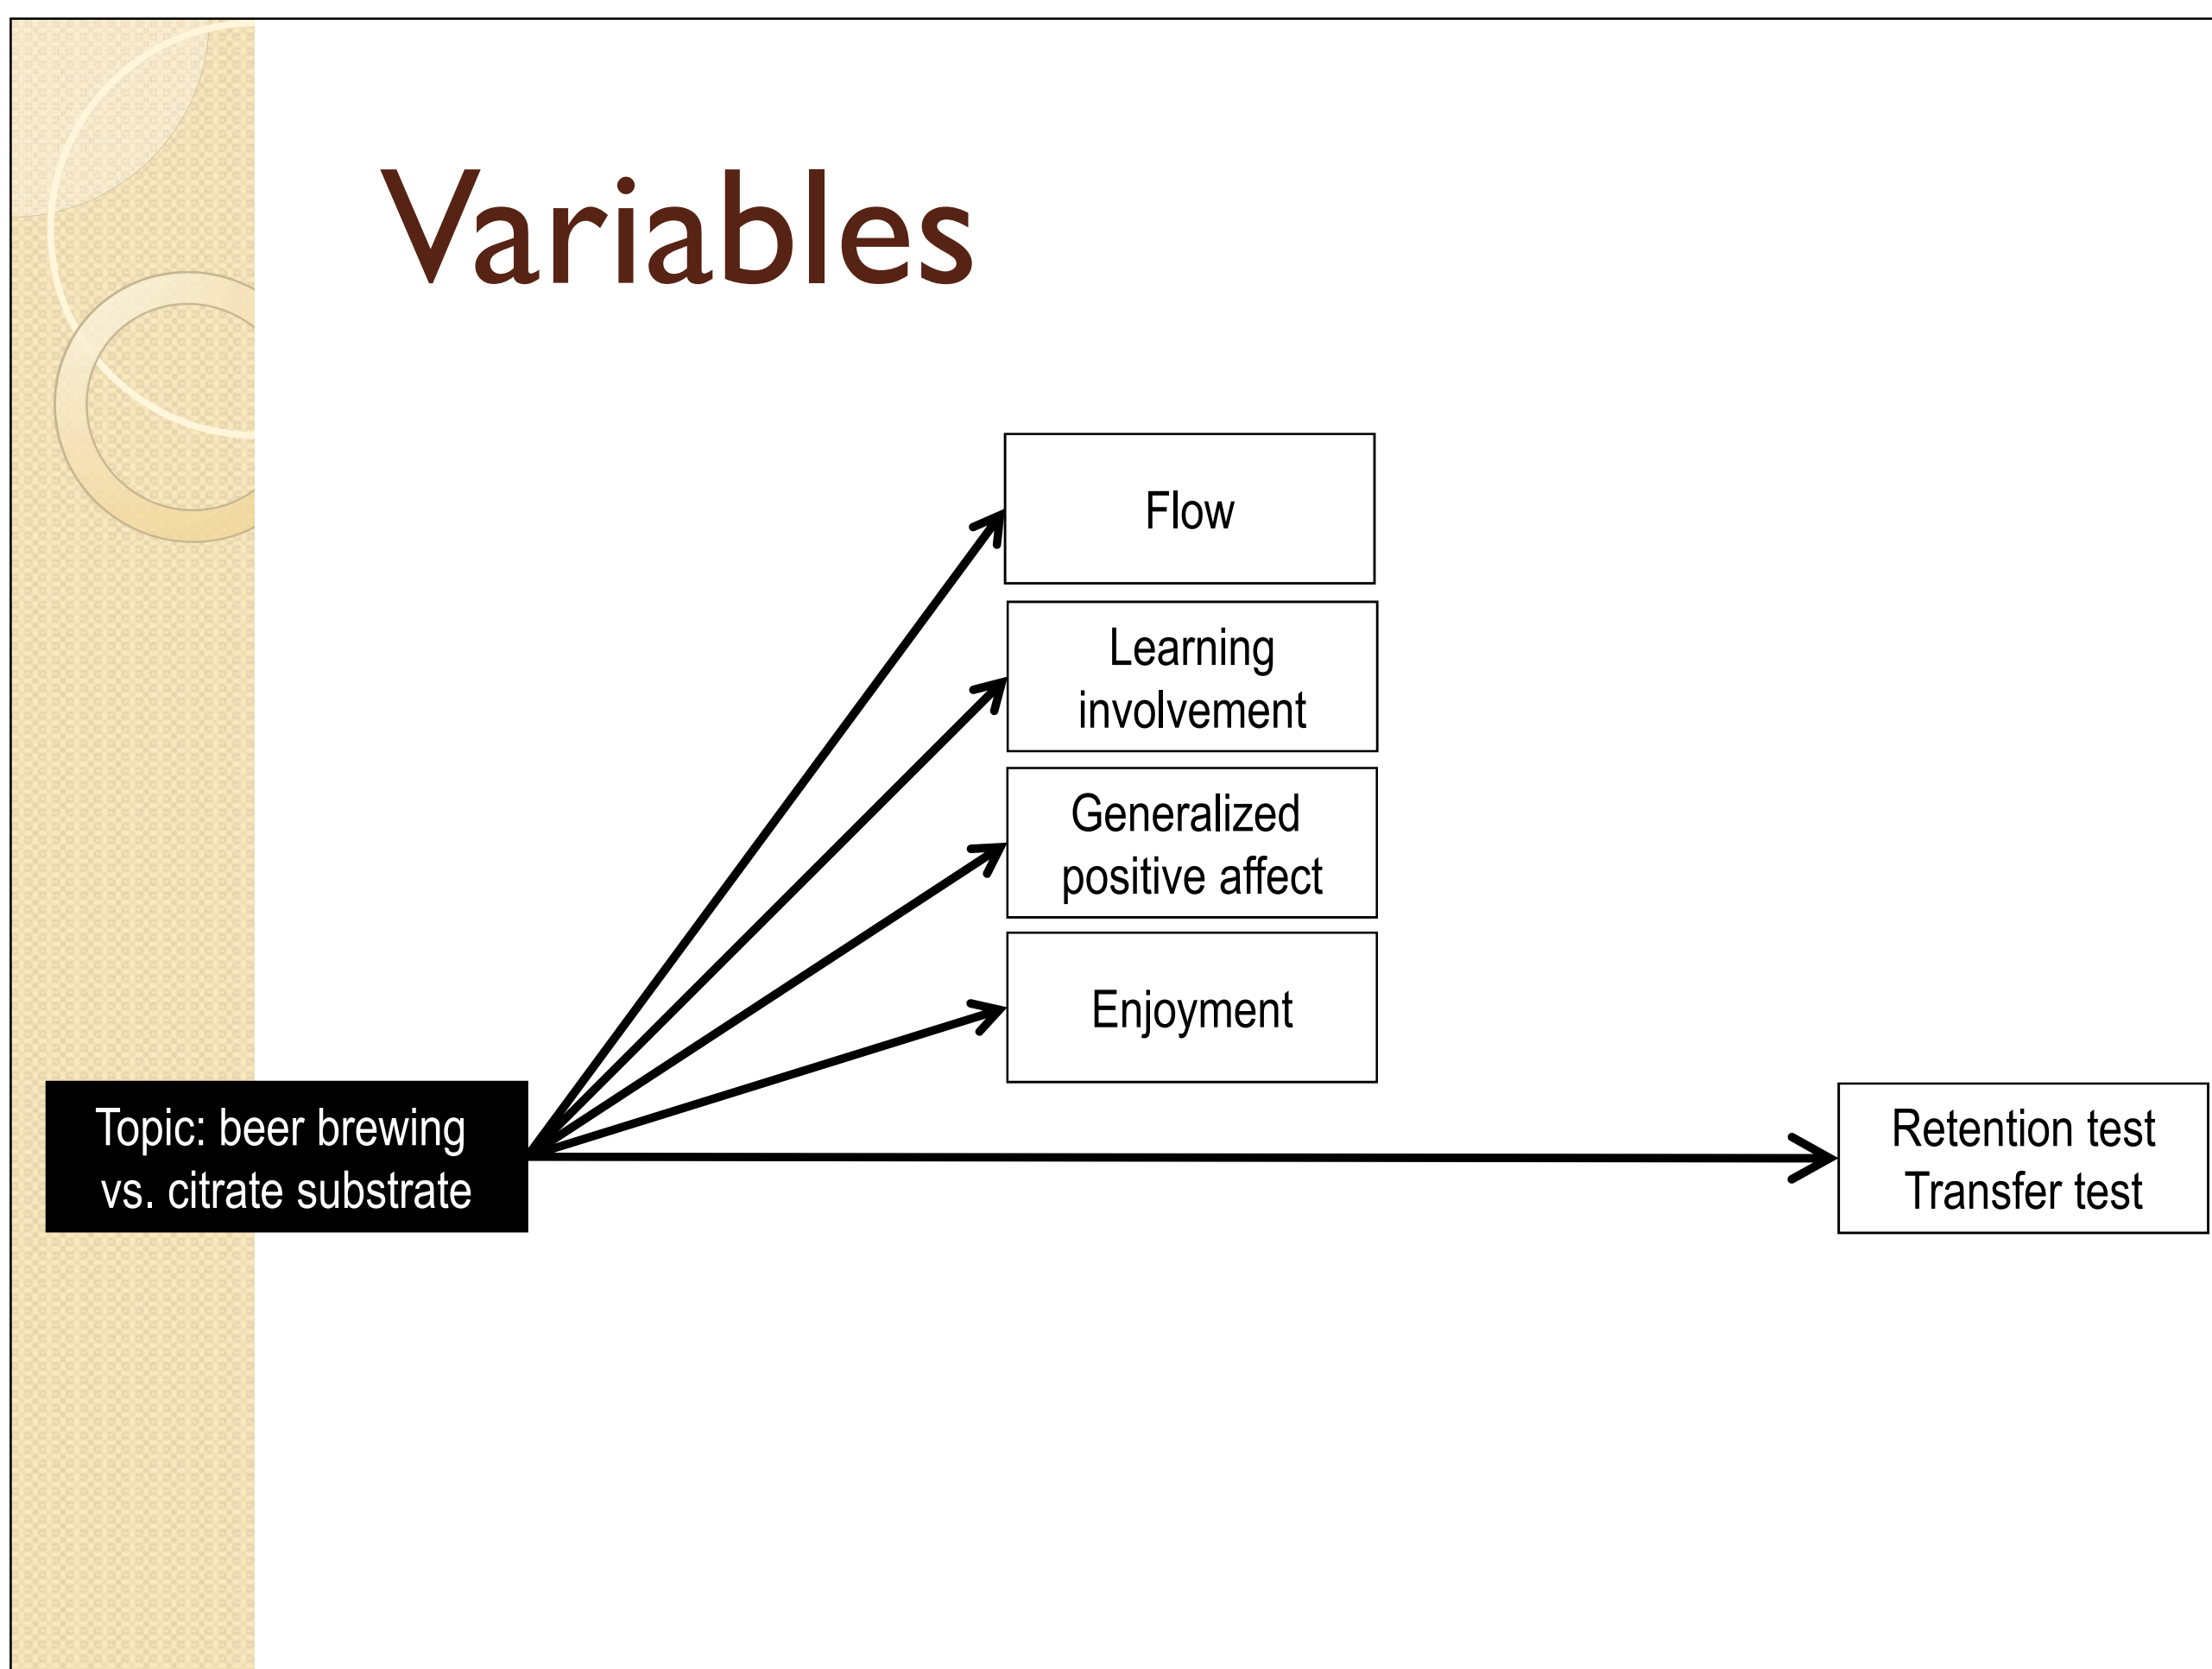 Variables
Flow
Learning
involvement
Generalized
positive affect
Enjoyment
Topic: beer brewing
vs. citrate substrate
Retention test
Transfer test